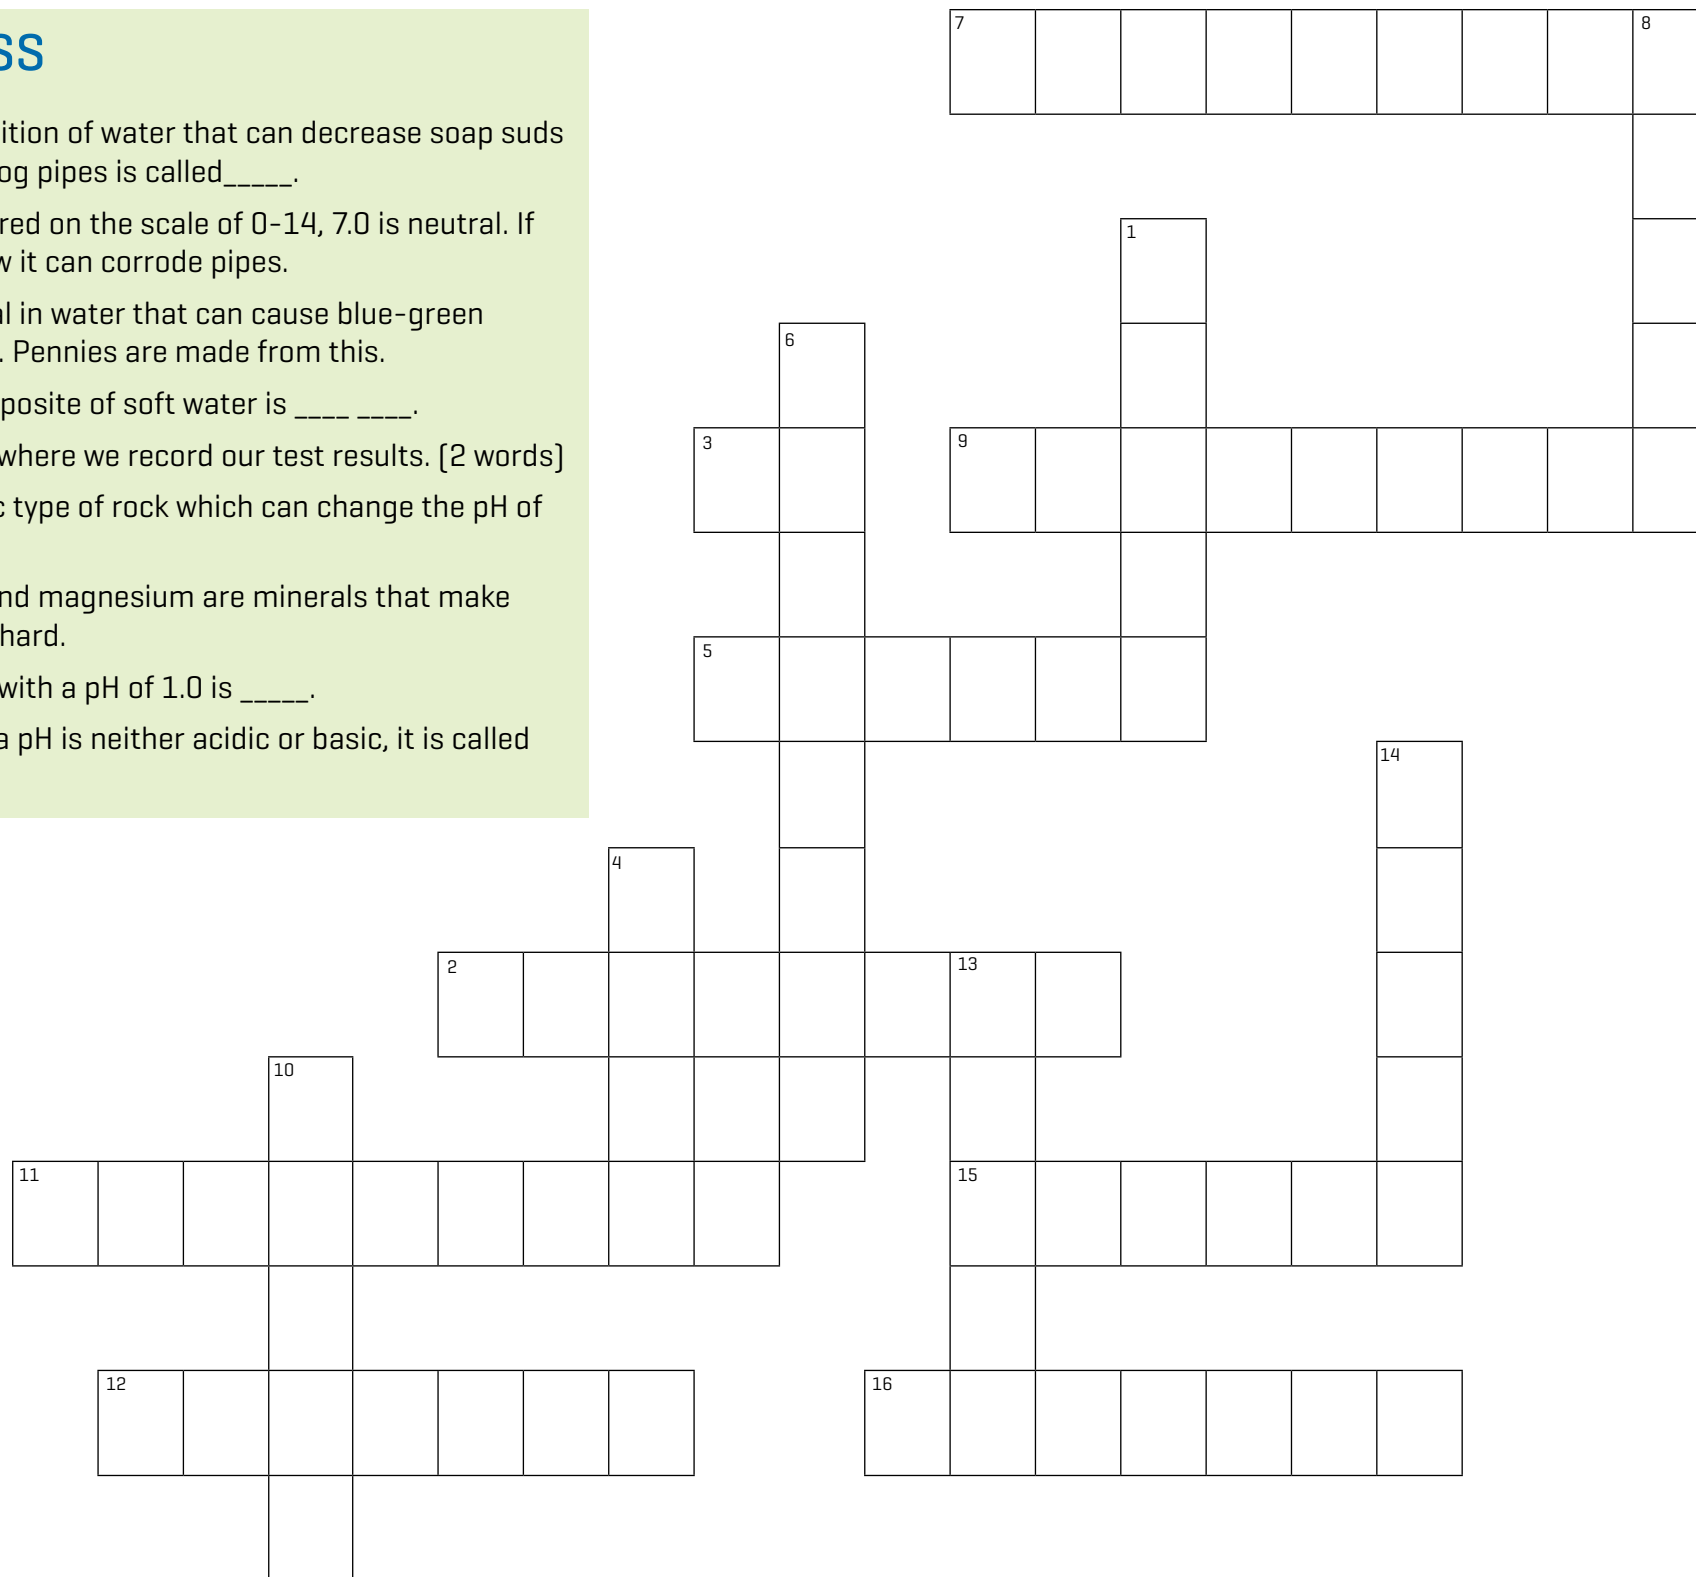 SS
ition of water that can decrease soap suds
og pipes is called_____.
red on the scale of 0-14, 7.0 is neutral. If
w it can corrode pipes.
al in water that can cause blue-green
. Pennies are made from this.
posite of soft water is ____ ____.
where we record our test results. (2 words)
c type of rock which can change the pH of
nd magnesium are minerals that make
hard.
with a pH of 1.0 is _____.
a pH is neither acidic or basic, it is called
7 8
1
6
3 9
5
14
4
2 13
10
11 15
12 16